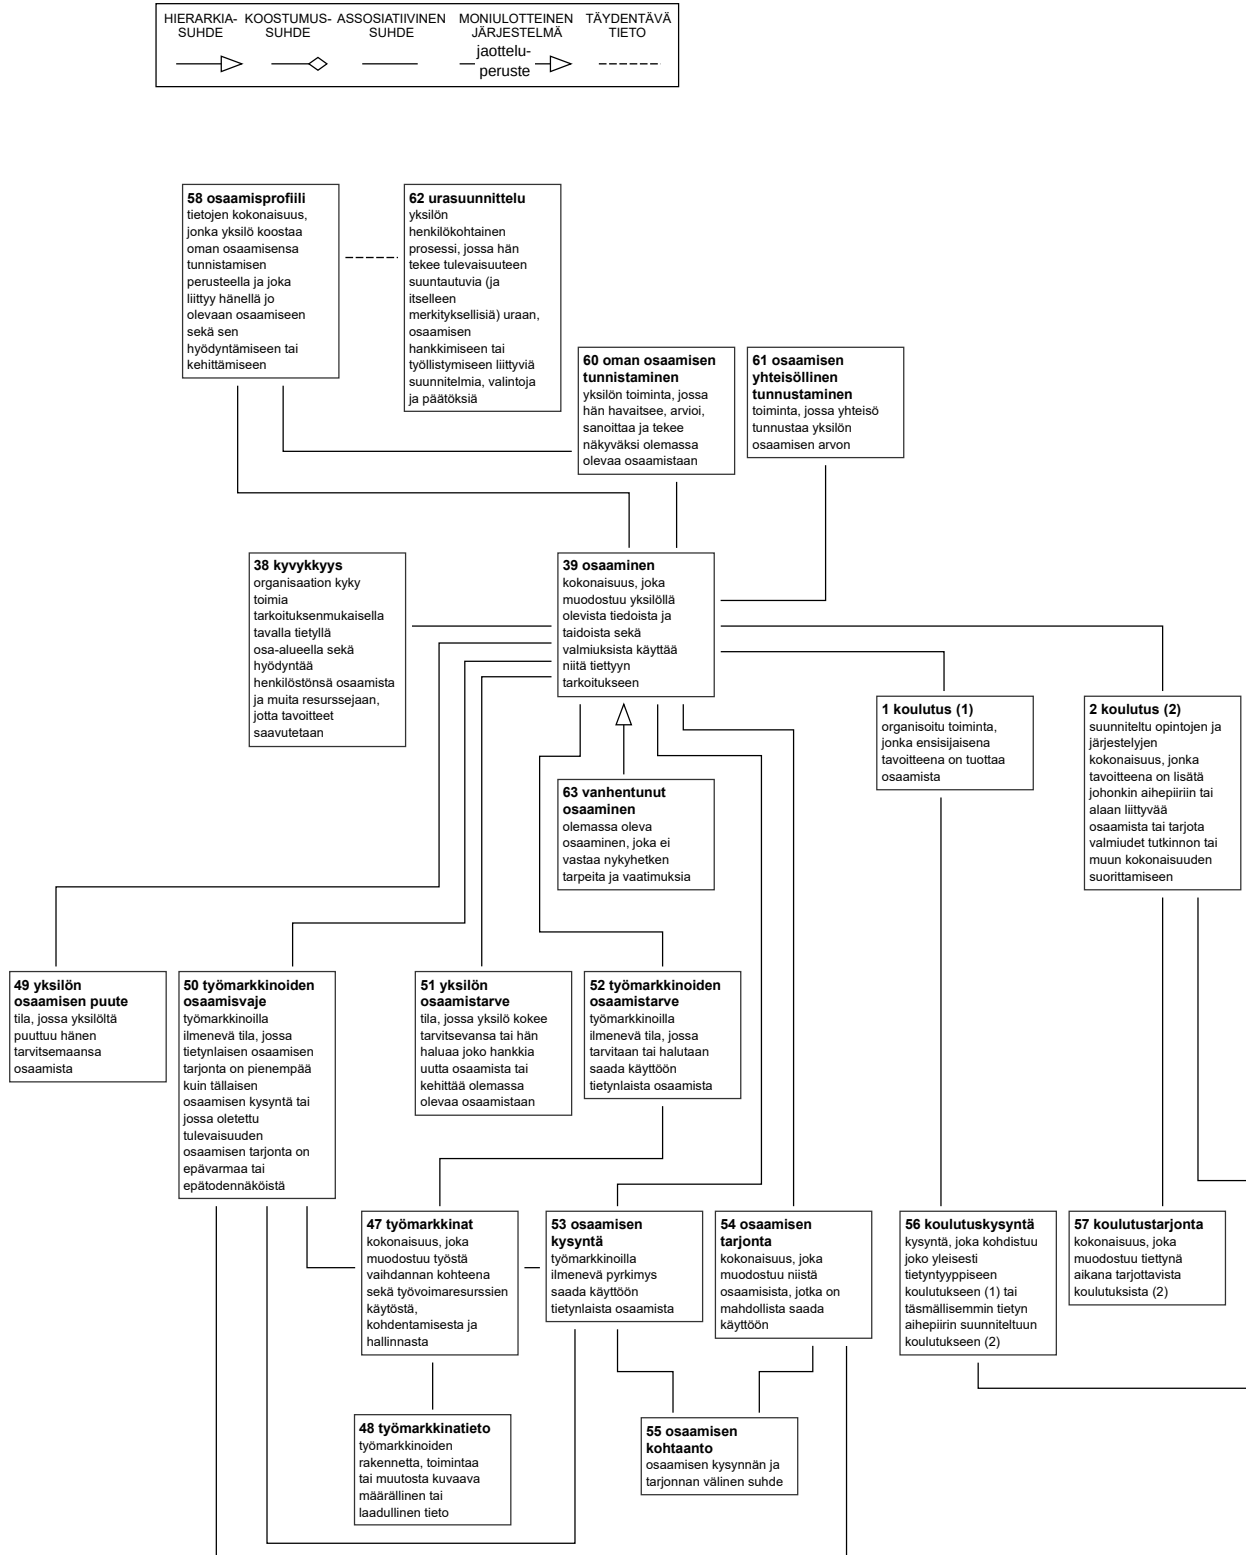 HIERARKIA-
SUHDE
KOOSTUMUS-
SUHDE
ASSOSIATIIVINEN
SUHDE
MONIULOTTEINEN
JÄRJESTELMÄ
jaottelu-
peruste
TÄYDENTÄVÄ
TIETO
58 osaamisprofiili
tietojen kokonaisuus,
jonka yksilö koostaa
oman osaamisensa
tunnistamisen
perusteella ja joka
liittyy hänellä jo
olevaan osaamiseen
sekä sen
hyödyntämiseen tai
kehittämiseen
62 urasuunnittelu
yksilön
henkilökohtainen
prosessi, jossa hän
tekee tulevaisuuteen
suuntautuvia (ja
itselleen
merkityksellisiä) uraan,
osaamisen
hankkimiseen tai
työllistymiseen liittyviä
suunnitelmia, valintoja
ja päätöksiä
60 oman osaamisen
tunnistaminen
yksilön toiminta, jossa
hän havaitsee, arvioi,
sanoittaa ja tekee
näkyväksi olemassa
olevaa osaamistaan
61 osaamisen
yhteisöllinen
tunnustaminen
toiminta, jossa yhteisö
tunnustaa yksilön
osaamisen arvon
38 kyvykkyys
organisaation kyky
toimia
tarkoituksenmukaisella
tavalla tietyllä
osa-alueella sekä
hyödyntää
henkilöstönsä osaamista
ja muita resurssejaan,
jotta tavoitteet
saavutetaan
39 osaaminen
kokonaisuus, joka
muodostuu yksilöllä
olevista tiedoista ja
taidoista sekä
valmiuksista käyttää
niitä tiettyyn
tarkoitukseen
1 koulutus (1)
organisoitu toiminta,
jonka ensisijaisena
tavoitteena on tuottaa
osaamista
2 koulutus (2)
suunniteltu opintojen ja
järjestelyjen
kokonaisuus, jonka
tavoitteena on lisätä
johonkin aihepiiriin tai
alaan liittyvää
osaamista tai tarjota
valmiudet tutkinnon tai
muun kokonaisuuden
suorittamiseen
63 vanhentunut
osaaminen
olemassa oleva
osaaminen, joka ei
vastaa nykyhetken
tarpeita ja vaatimuksia
49 yksilön
osaamisen puute
tila, jossa yksilöltä
puuttuu hänen
tarvitsemaansa
osaamista
50 työmarkkinoiden
osaamisvaje
työmarkkinoilla
ilmenevä tila, jossa
tietynlaisen osaamisen
tarjonta on pienempää
kuin tällaisen
osaamisen kysyntä tai
jossa oletettu
tulevaisuuden
osaamisen tarjonta on
epävarmaa tai
epätodennäköistä
51 yksilön
osaamistarve
tila, jossa yksilö kokee
tarvitsevansa tai hän
haluaa joko hankkia
uutta osaamista tai
kehittää olemassa
olevaa osaamistaan
52 työmarkkinoiden
osaamistarve
työmarkkinoilla
ilmenevä tila, jossa
tarvitaan tai halutaan
saada käyttöön
tietynlaista osaamista
47 työmarkkinat
kokonaisuus, joka
muodostuu työstä
vaihdannan kohteena
sekä työvoimaresurssien
käytöstä,
kohdentamisesta ja
hallinnasta
53 osaamisen
kysyntä
työmarkkinoilla
ilmenevä pyrkimys
saada käyttöön
tietynlaista osaamista
54 osaamisen
tarjonta
kokonaisuus, joka
muodostuu niistä
osaamisista, jotka on
mahdollista saada
käyttöön
56 koulutuskysyntä
kysyntä, joka kohdistuu
joko yleisesti
tietyntyyppiseen
koulutukseen (1) tai
täsmällisemmin tietyn
aihepiirin suunniteltuun
koulutukseen (2)
57 koulutustarjonta
kokonaisuus, joka
muodostuu tiettynä
aikana tarjottavista
koulutuksista (2)
48 työmarkkinatieto
työmarkkinoiden
rakennetta, toimintaa
tai muutosta kuvaava
määrällinen tai
laadullinen tieto
55 osaamisen
kohtaanto
osaamisen kysynnän ja
tarjonnan välinen suhde